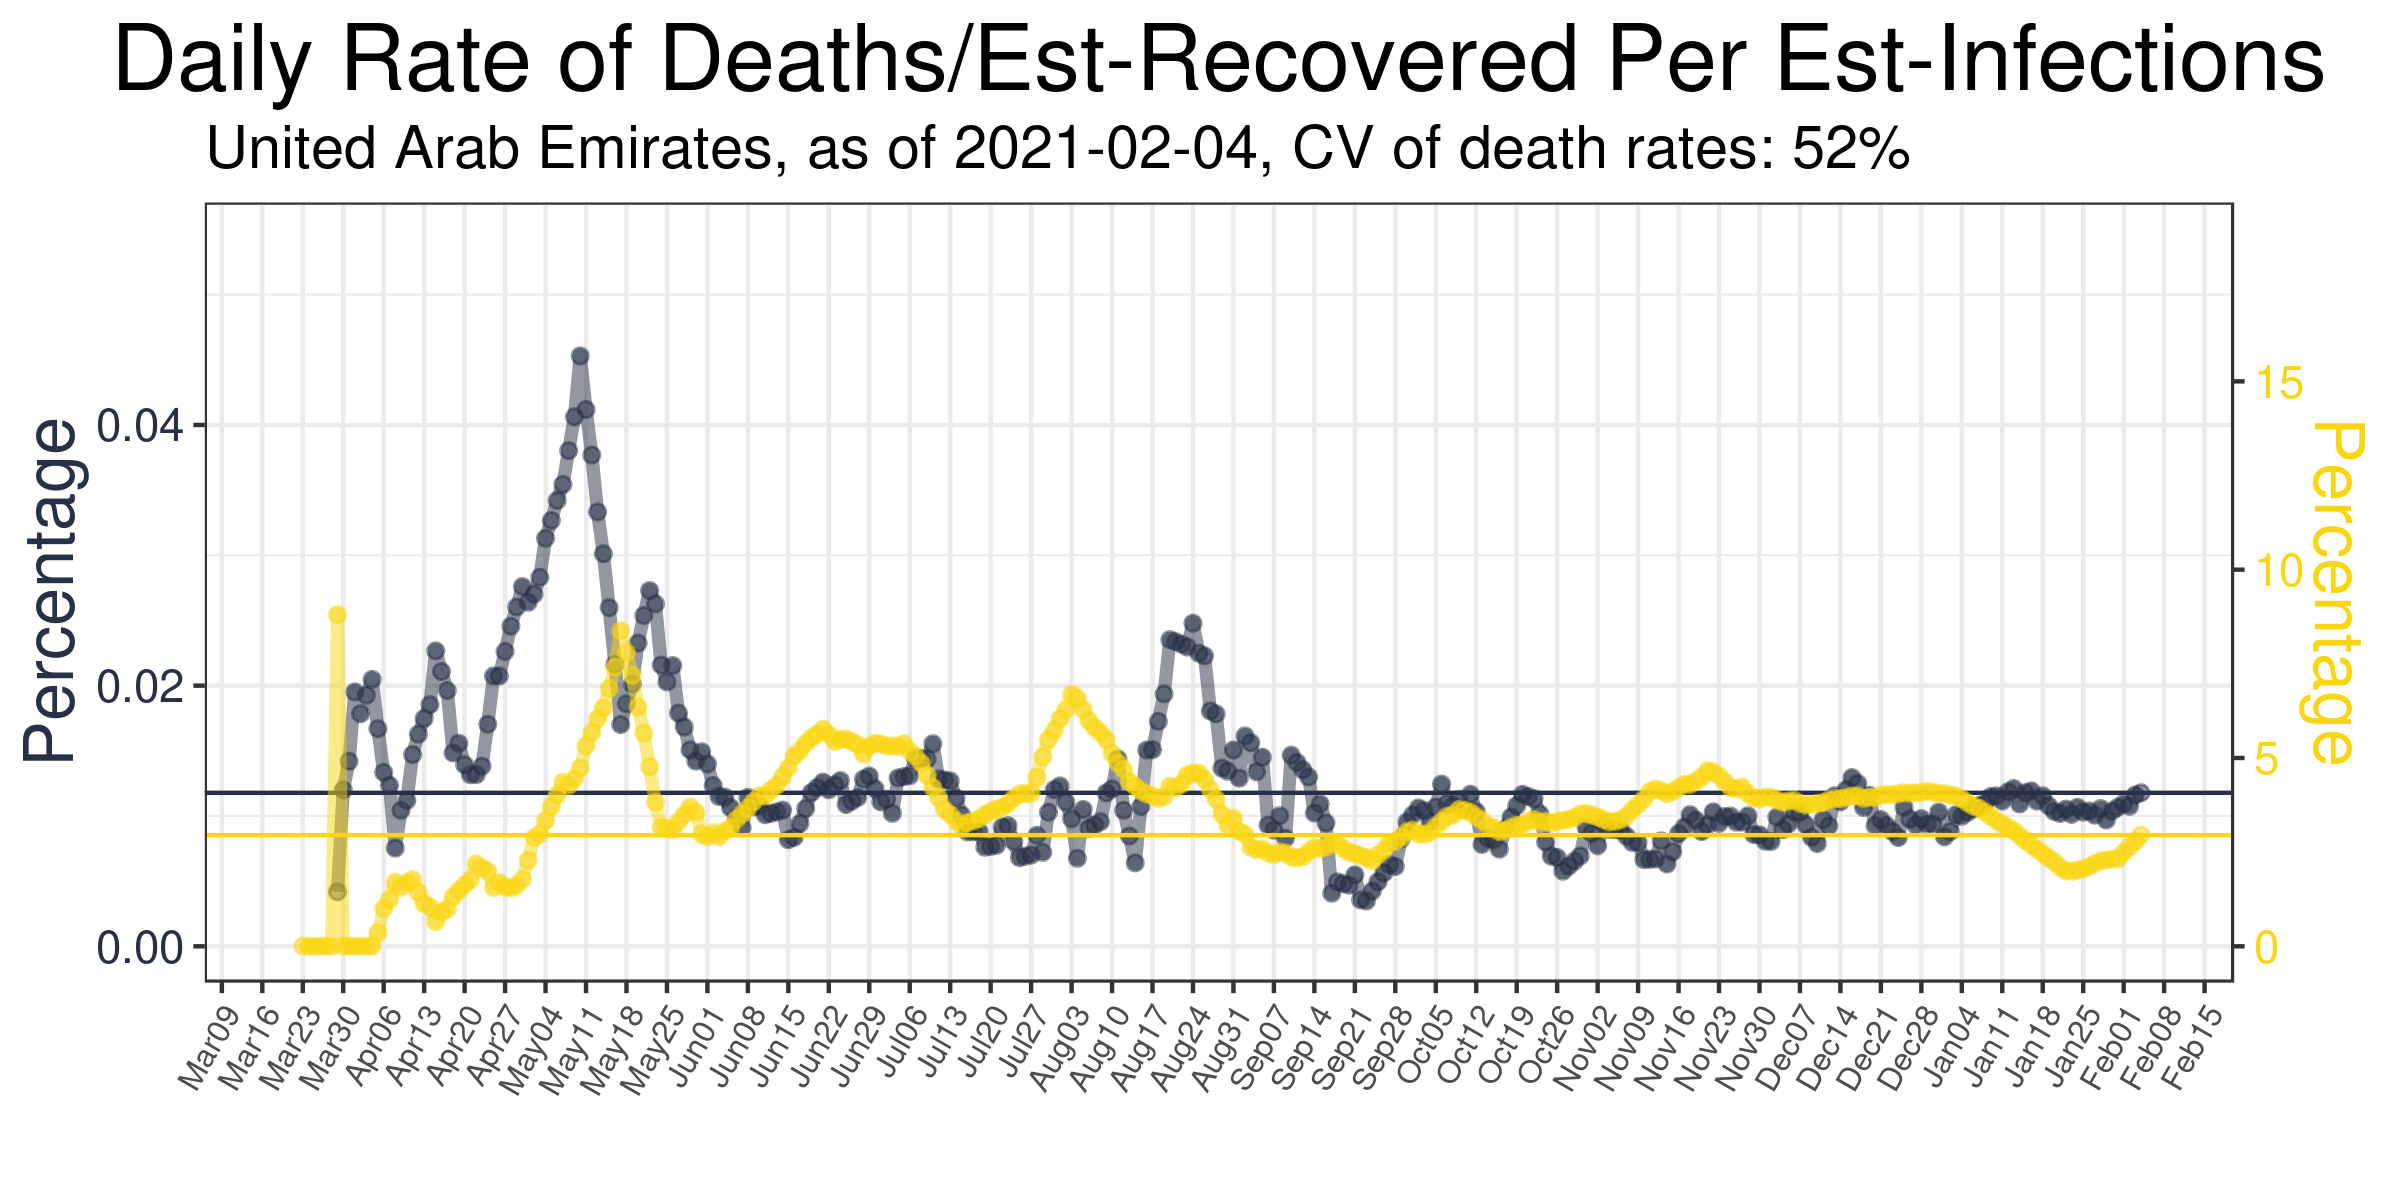 Daily Rate of Deaths/Est-Recovered Per Est-Infections
United Arab Emirates, as of 2021-02-04, CV of death rates: 52%
Percentage
0.04
0.02
0.00
15
10
5
0
Percentage
Mar09
Mar16
Mar23
Mar30
Apr06
Apr13
Apr20
Apr27
May04
May11
May18
May25
Jun01
Jun08
Jun15
Jun22
Jun29
Jul06
Jul13
Jul20
Jul27
Aug03
Aug10
Aug17
Aug24
Aug31
Sep07
Sep14
Sep21
Sep28
Oct05
Oct12
Oct19
Oct26
Nov02
Nov09
Nov16
Nov23
Nov30
Dec07
Dec14
Dec21
Dec28
Jan04
Jan11
Jan18
Jan25
Feb01
Feb08
Feb15